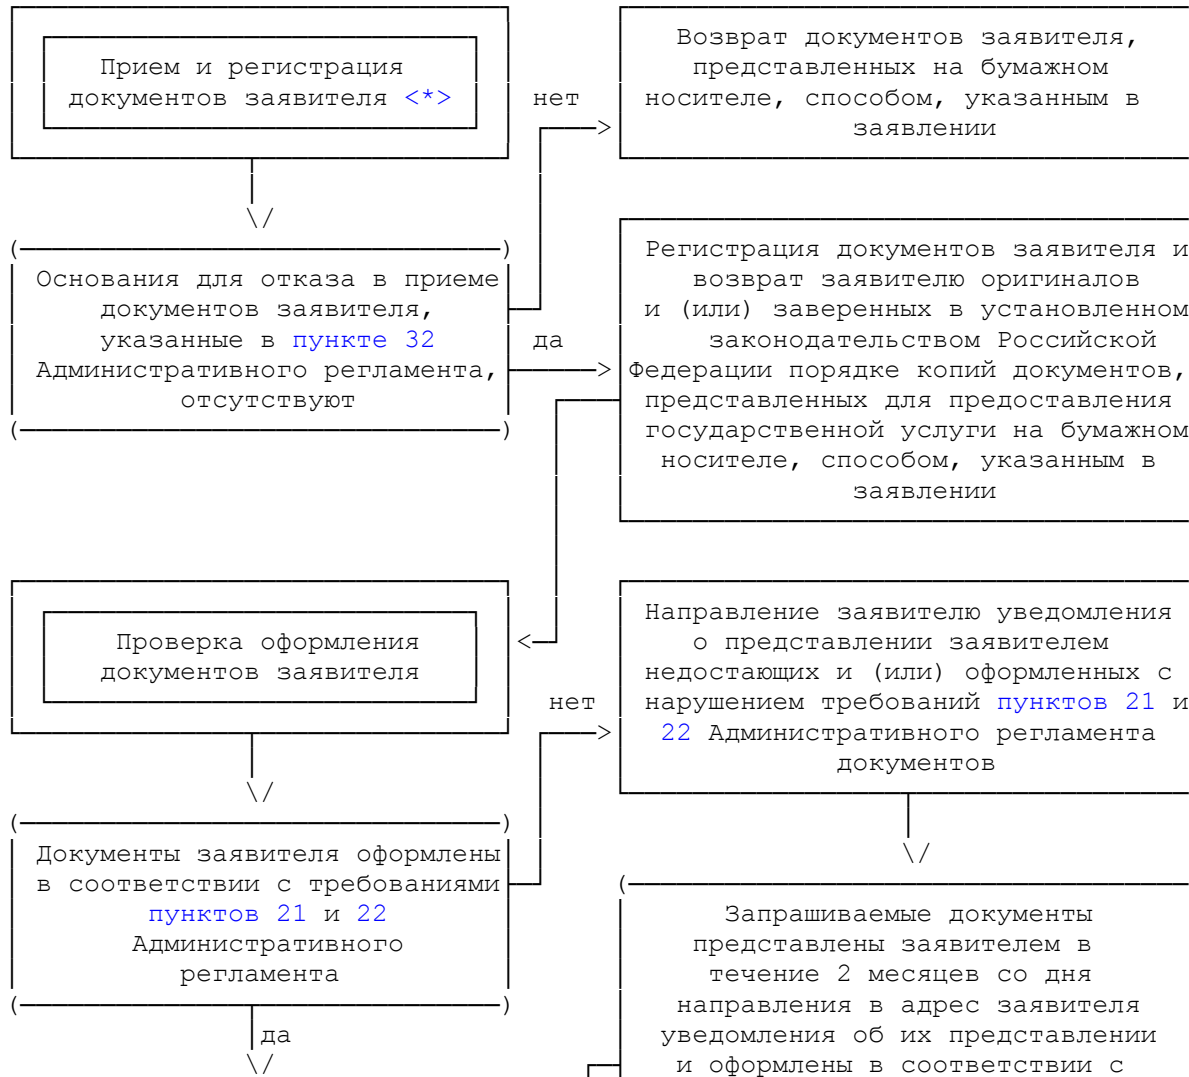 Прием и регистрация
документов заявителя <*>
нет
Возврат документов заявителя,
представленных на бумажном
носителе, способом, указанным в
заявлении
Основания для отказа в приеме
документов заявителя,
указанные в пункте 32
Административного регламента,
отсутствуют
да
Регистрация документов заявителя и
возврат заявителю оригиналов
и (или) заверенных в установленном
законодательством Российской
Федерации порядке копий документов,
представленных для предоставления
государственной услуги на бумажном
носителе, способом, указанным в
заявлении
Проверка оформления
документов заявителя
нет
Направление заявителю уведомления
о представлении заявителем
недостающих и (или) оформленных с
нарушением требований пунктов 21 и
22 Административного регламента
документов
Документы заявителя оформлены
в соответствии с требованиями
пунктов 21 и 22
Административного
регламента
да
Запрашиваемые документы
представлены заявителем в
течение 2 месяцев со дня
направления в адрес заявителя
уведомления об их представлении
и оформлены в соответствии с